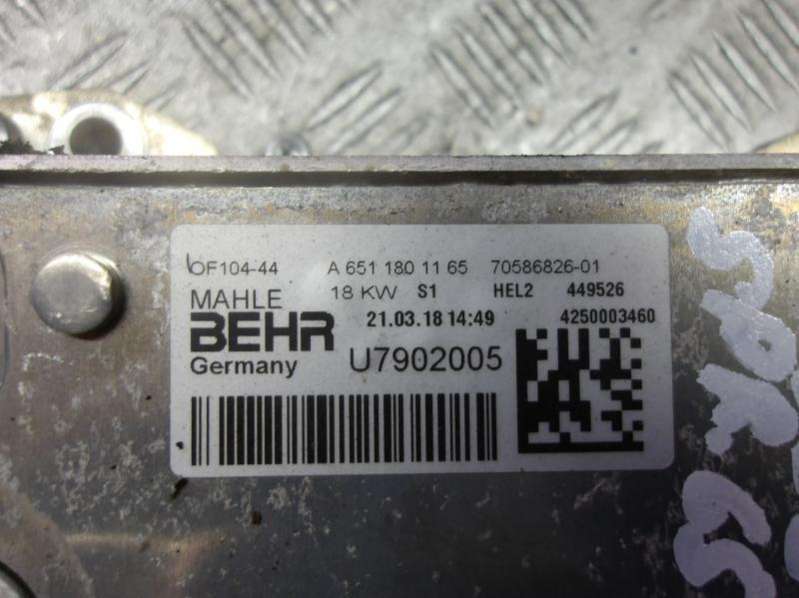 OF104-44 A 651 180 11 65 70586826-01
MAHLE 18 KW S1 HEL2 449526
BEHR 21.03.18 14:49 4250003460
Germany U7902005